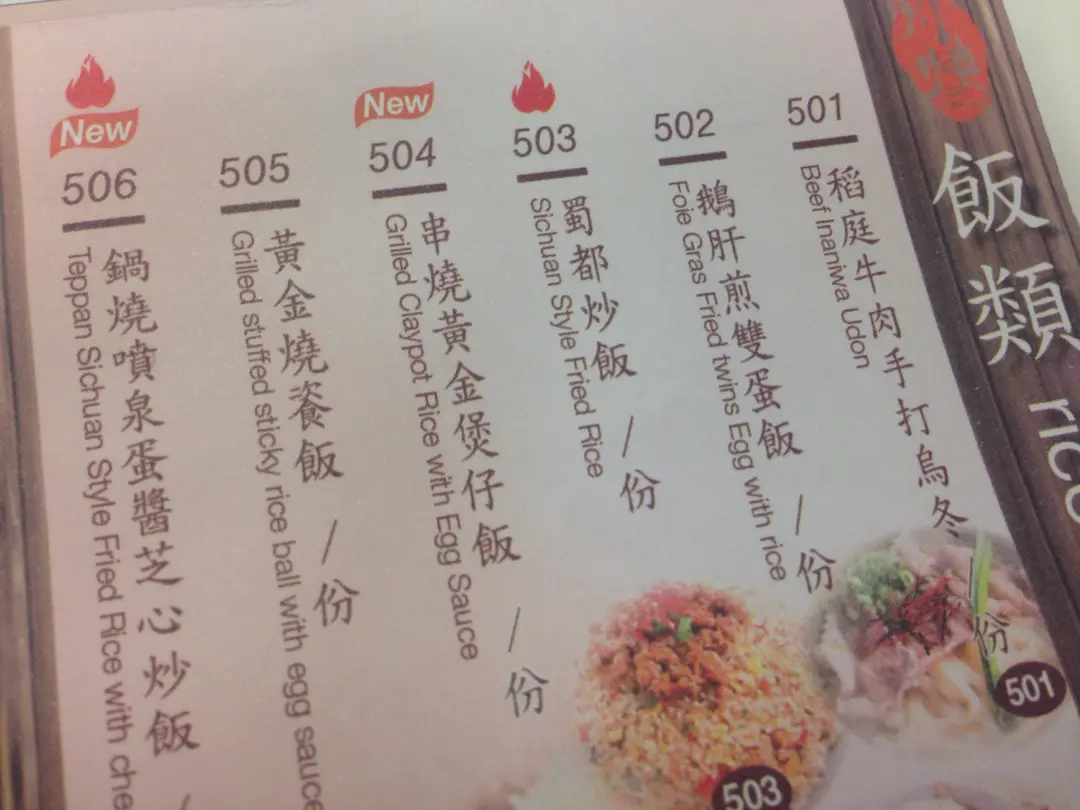 飯類
rice
501
稻庭牛肉手打烏冬 /份
Beef Inaniwa Udon
502
鵝肝煎雙蛋飯 /份
Foie Gras Fried twins Egg with rice
503
蜀都炒飯 /份
Sichuan Style Fried Rice
New
504
串燒黃金煲仔飯 /份
Grilled Claypot Rice with Egg Sauce
505
黃金燒瓷飯 /份
Grilled stuffed sticky rice ball with egg sauce
New
506
鍋燒噴泉蛋醬芝心炒飯 /
Teppan Sichuan Style Fried Rice with che
501
503